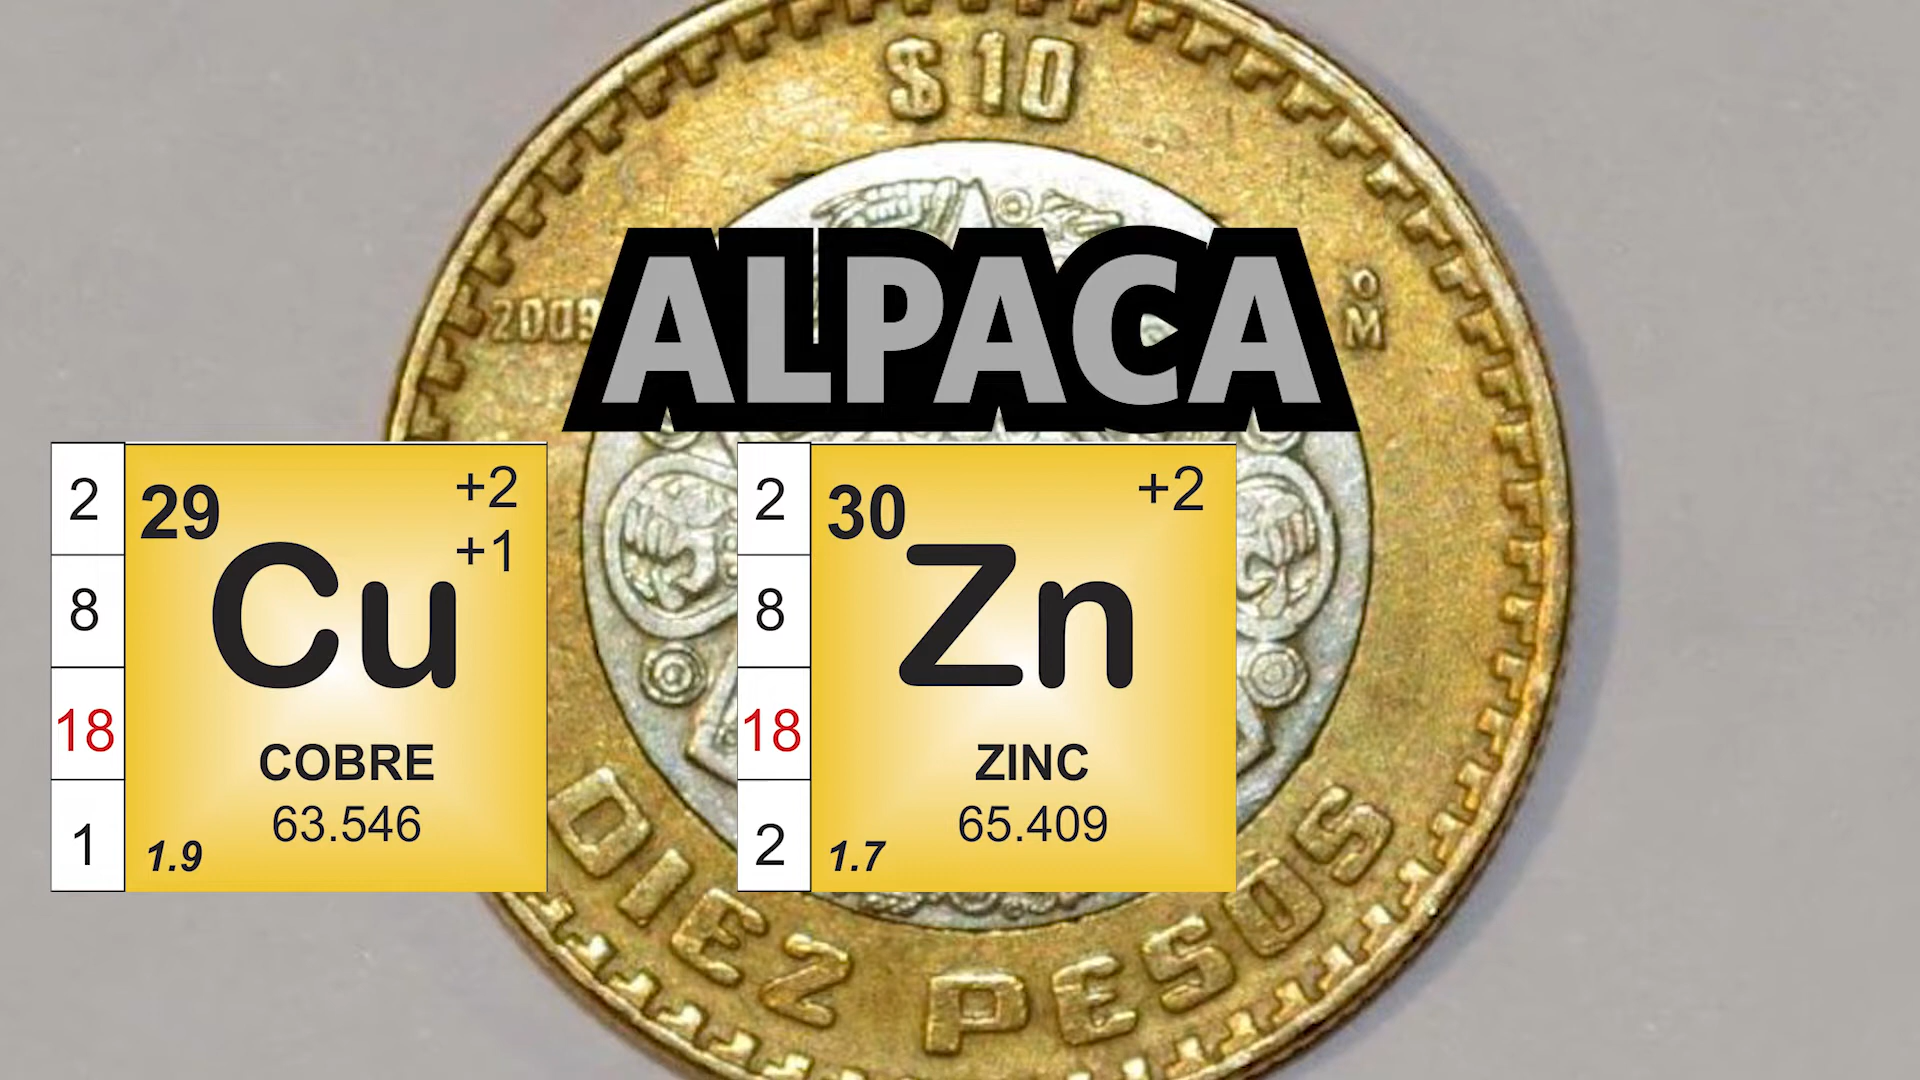 $10
ALPACA
2009
O
M
2
8
18
1
29
+2
+1
Cu
COBRE
63.546
1.9
2
8
18
2
30
+2
Zn
ZINC
65.409
1.7
DIEZ PESOS